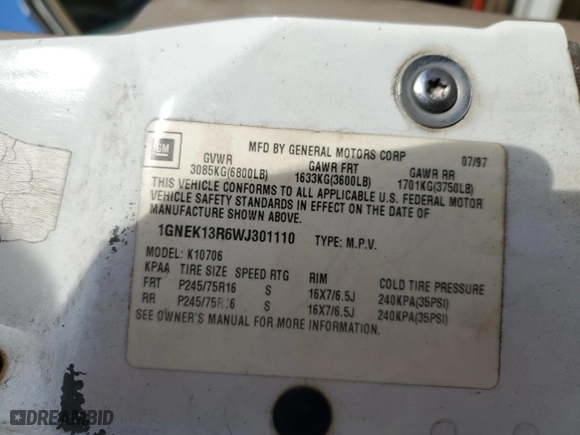 GM
MFD BY GENERAL MOTORS CORP 07/97
GVWR GAWR FRT GAWR RR
3085KG(6800LB) 1633KG(3600LB) 1701KG(3750LB)
THIS VEHICLE CONFORMS TO ALL APPLICABLE U.S. FEDERAL MOTOR
VEHICLE SAFETY STANDARDS IN EFFECT ON THE DATE OF
MANUFACTURE SHOWN ABOVE.
1GNEK13R6WJ301110 TYPE: M.P.V.
MODEL: K10706
KPAA TIRE SIZE SPEED RTG RIM COLD TIRE PRESSURE
FRT P245/75R16 S 16X7/6.5J 240KPA(35PSI)
RR P245/75R16 S 16X7/6.5J 240KPA(35PSI)
SEE OWNER'S MANUAL FOR MORE INFORMATION
DREAMBID